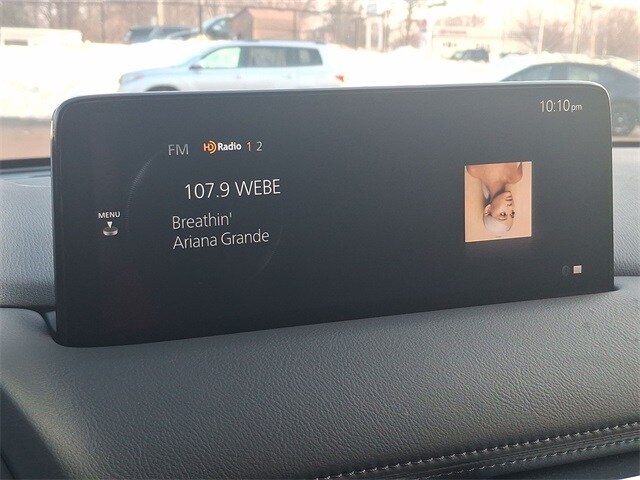 10:10pm
FM HD Radio 1 2
107.9 WEBE
MENU
Breathin'
Ariana Grande